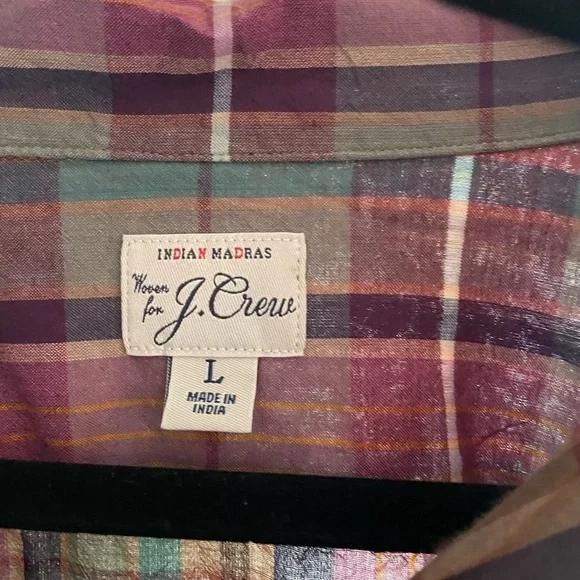 INDIAN MADRAS
Woven
for J. Crew
L
MADE IN
INDIA